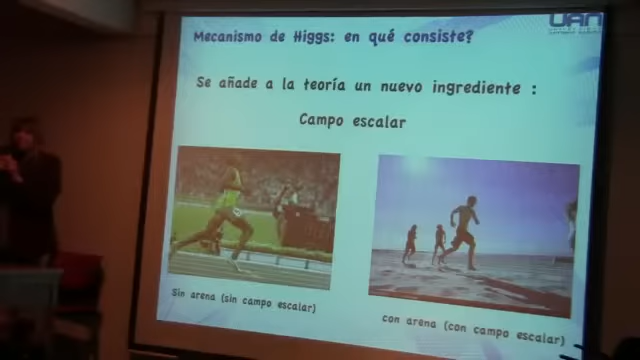 UAM
Mecanismo de Higgs: en qué consiste?
Se añade a la teoría un nuevo ingrediente :
Campo escalar
Sin arena (sin campo escalar)
con arena (con campo escalar)